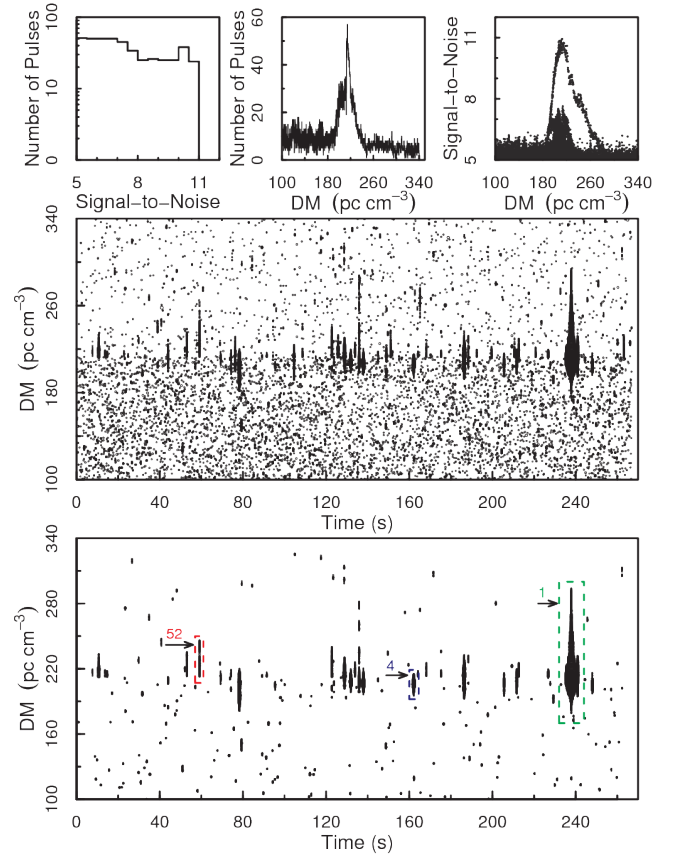 Number of Pulses
100
10
0
5 8 11
Signal−to−Noise
Number of Pulses
60
40
20
0
100 180 260 340
DM (pc cm−3)
Signal−to−Noise
11
8
5
100 180 260 340
DM (pc cm−3)
DM (pc cm−3)
340
260
180
100
0 40 80 120 160 200 240
Time (s)
DM (pc cm−3)
340
280
220
160
100
52
4
1
0 40 80 120 160 200 240
Time (s)